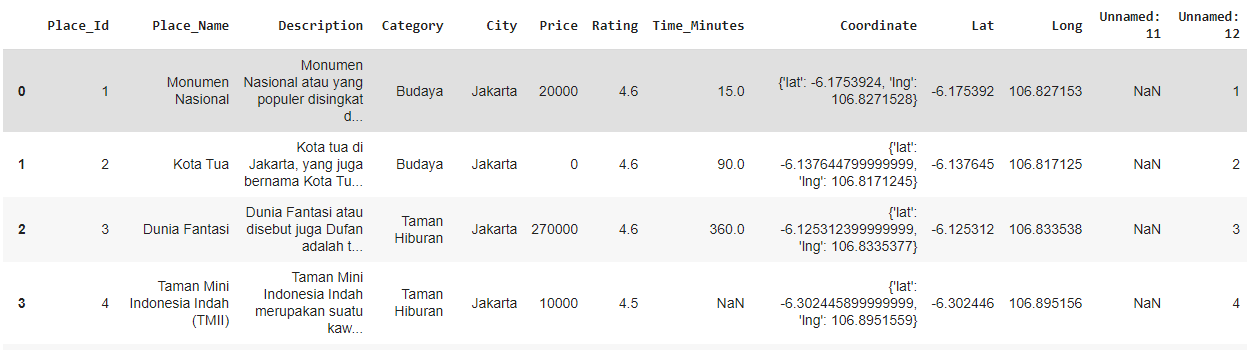 Place_Id Place_Name Description Category City Price Rating Time_Minutes Coordinate Lat Long Unnamed: 11 Unnamed: 12
0 1 Monumen Nasional Monumen Nasional atau yang populer disingkat d... Budaya Jakarta 20000 4.6 15.0 {'lat': -6.1753924, 'lng': 106.8271528} -6.175392 106.827153 NaN 1
1 2 Kota Tua Kota tua di Jakarta, yang juga bernama Kota Tu... Budaya Jakarta 0 4.6 90.0 {'lat': -6.137644799999999, 'lng': 106.8171245} -6.137645 106.817125 NaN 2
2 3 Dunia Fantasi Dunia Fantasi atau disebut juga Dufan adalah t... Taman Hiburan Jakarta 270000 4.6 360.0 {'lat': -6.125312399999999, 'lng': 106.8335377} -6.125312 106.833538 NaN 3
3 4 Taman Mini Indonesia Indah (TMII) Taman Mini Indonesia Indah merupakan suatu kaw... Taman Hiburan Jakarta 10000 4.5 NaN {'lat': -6.302445899999999, 'lng': 106.8951559} -6.302446 106.895156 NaN 4